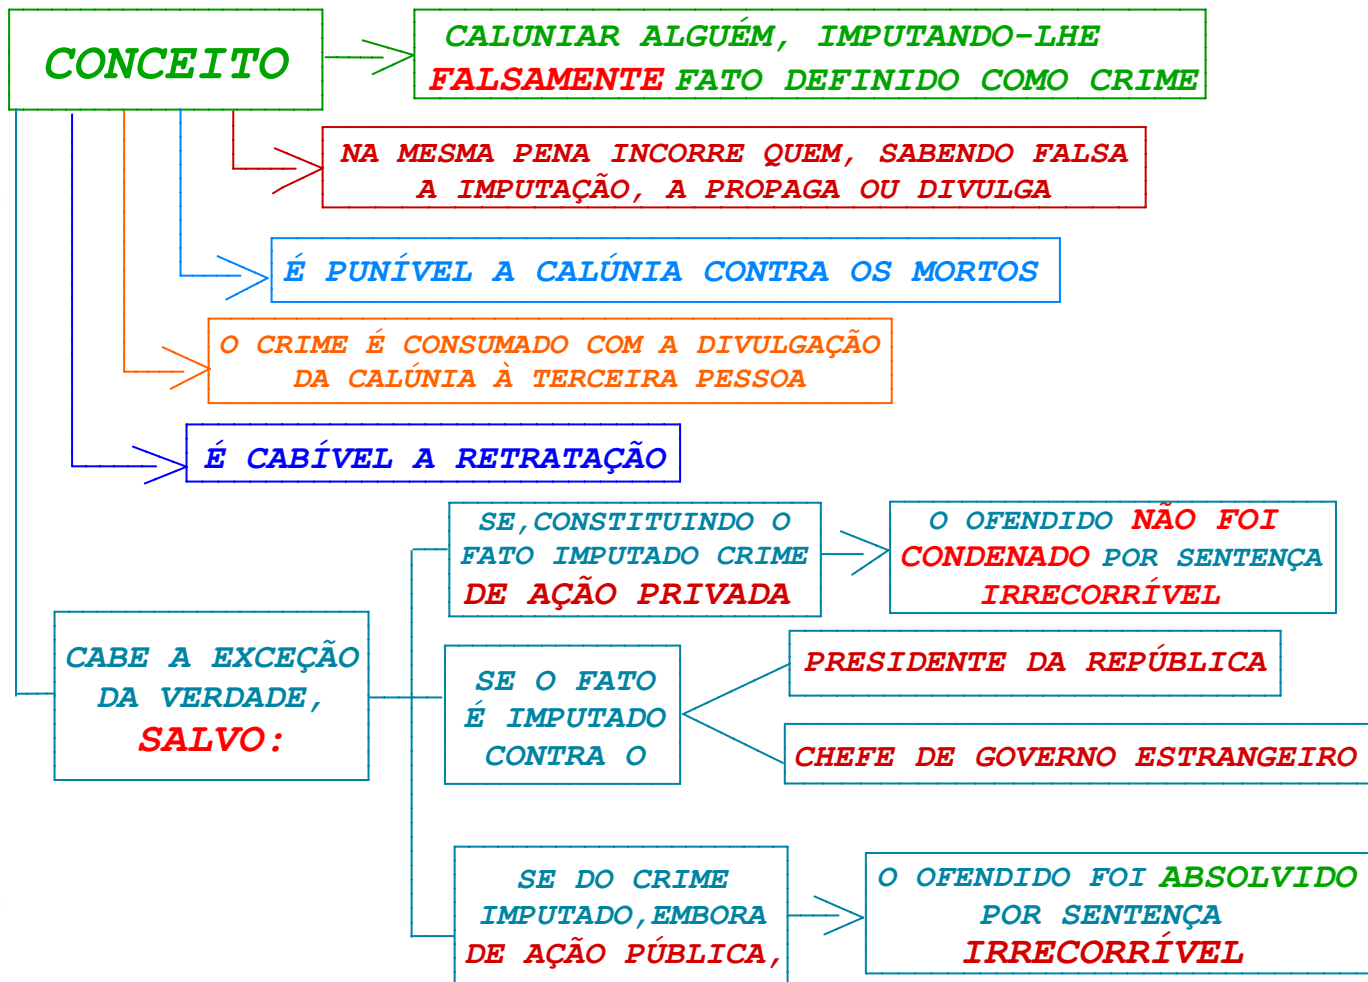 CONCEITO
CALUNIAR ALGUÉM, IMPUTANDO-LHE
FALSAMENTE FATO DEFINIDO COMO CRIME
NA MESMA PENA INCORRE QUEM, SABENDO FALSA
A IMPUTAÇÃO, A PROPAGA OU DIVULGA
É PUNÍVEL A CALÚNIA CONTRA OS MORTOS
O CRIME É CONSUMADO COM A DIVULGAÇÃO
DA CALÚNIA À TERCEIRA PESSOA
É CABÍVEL A RETRATAÇÃO
CABE A EXCEÇÃO
DA VERDADE,
SALVO:
SE,CONSTITUINDO O
FATO IMPUTADO CRIME
DE AÇÃO PRIVADA
O OFENDIDO NÃO FOI
CONDENADO POR SENTENÇA
IRRECORRÍVEL
SE O FATO
É IMPUTADO
CONTRA O
PRESIDENTE DA REPÚBLICA
CHEFE DE GOVERNO ESTRANGEIRO
SE DO CRIME
IMPUTADO,EMBORA
DE AÇÃO PÚBLICA,
O OFENDIDO FOI ABSOLVIDO
POR SENTENÇA
IRRECORRÍVEL